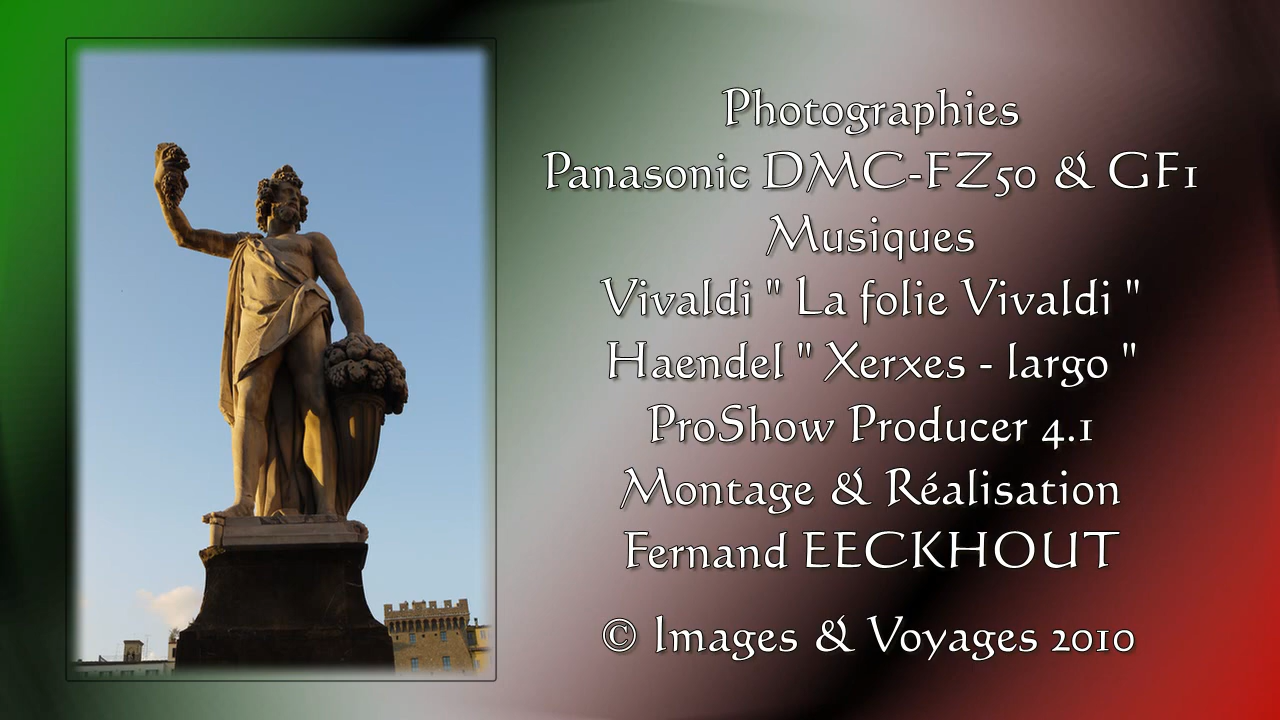 Photographies
Panasonic DMC-FZ50 & GF1
Musiques
Vivaldi " La folie Vivaldi "
Haendel " Xerxes - largo "
ProShow Producer 4.1
Montage & Réalisation
Fernand EECKHOUT
© Images & Voyages 2010